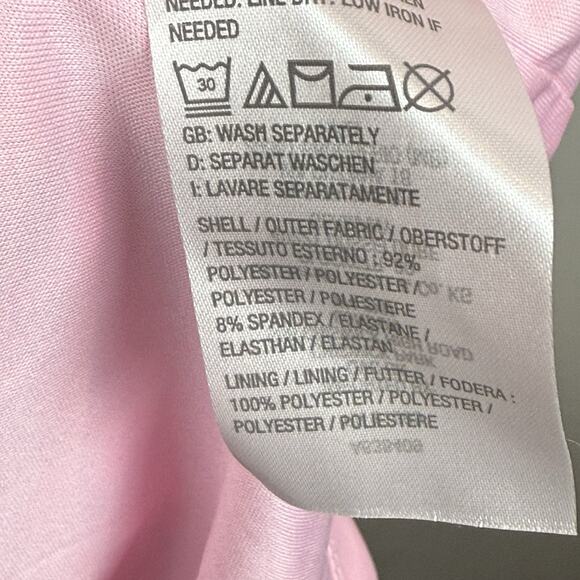 NEEDED. LINE DRY. LOW IRON IF
NEEDED
30
GB: WASH SEPARATELY
D: SEPARAT WASCHEN
I: LAVARE SEPARATAMENTE
SHELL / OUTER FABRIC / OBERSTOFF
/ TESSUTO ESTERNO : 92%
POLYESTER / POLYESTER /
POLYESTER / POLIESTERE
8% SPANDEX / ELASTANE /
ELASTHAN / ELASTAN
LINING / LINING / FUTTER / FODERA :
100% POLYESTER / POLYESTER /
POLYESTER / POLIESTERE